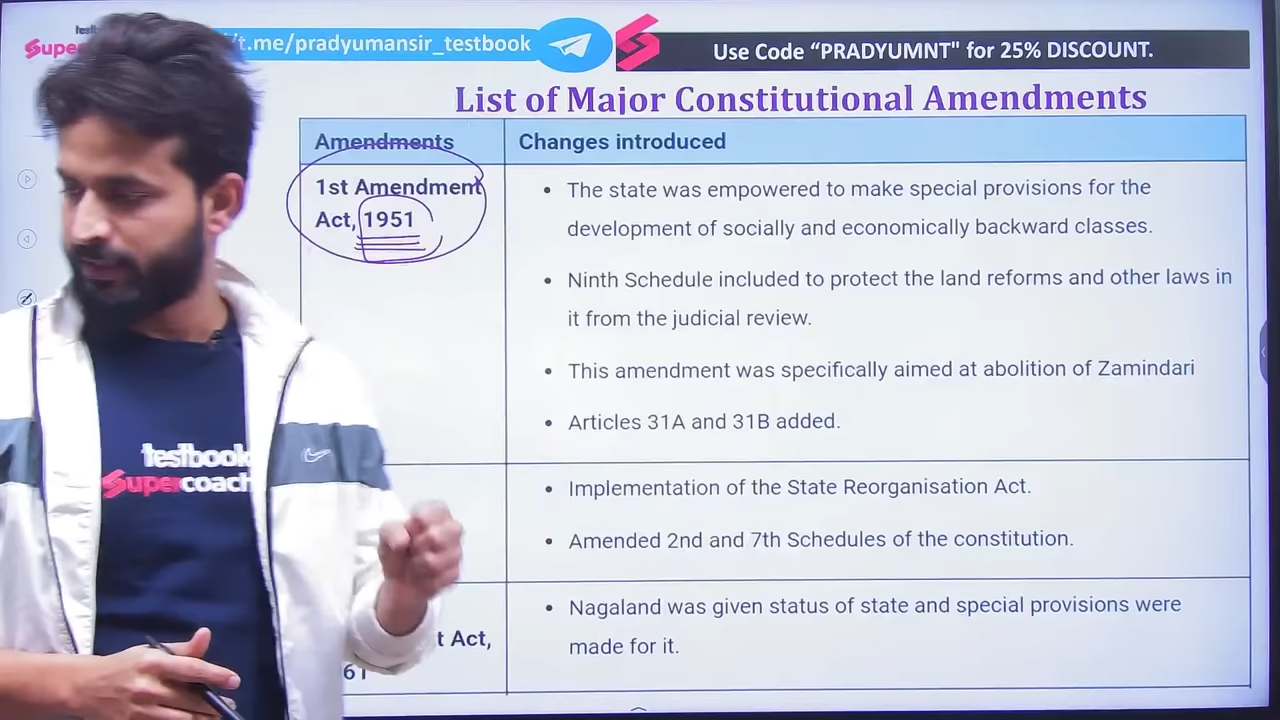 t.me/pradyumansir_testbook
Use Code “PRADYUMNT" for 25% DISCOUNT.
List of Major Constitutional Amendments
Amendments
Changes introduced
1st Amendment
Act, 1951
• The state was empowered to make special provisions for the
development of socially and economically backward classes.
• Ninth Schedule included to protect the land reforms and other laws in
it from the judicial review.
• This amendment was specifically aimed at abolition of Zamindari
• Articles 31A and 31B added.
• Implementation of the State Reorganisation Act.
• Amended 2nd and 7th Schedules of the constitution.
t Act,
61
• Nagaland was given status of state and special provisions were
made for it.
testbook
Supercoach